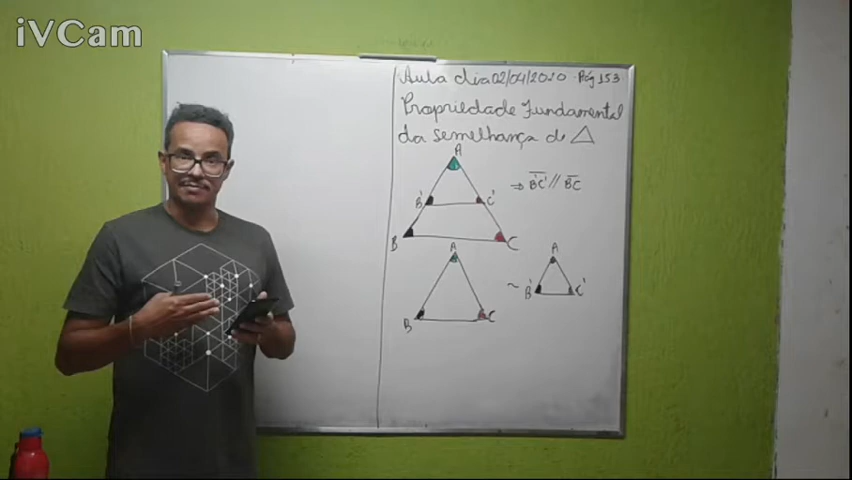 iVCam
Aula dia 02/04/2020 - Pág 153
Propriedade Fundamental
da semelhança de △
A
B' C' ⇒ B'C' // BC
B C
A A
B C ~ B' C'